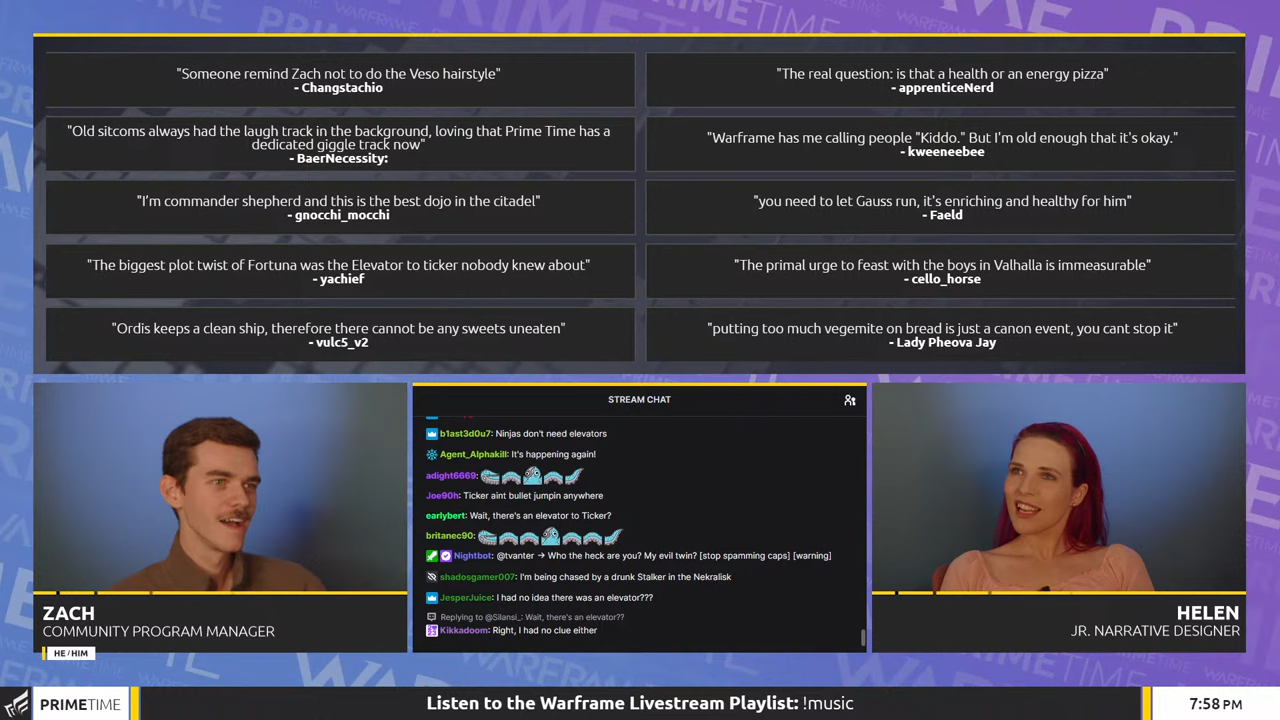 "Someone remind Zach not to do the Veso hairstyle"
- Changstachio
"The real question: is that a health or an energy pizza"
- apprenticeNerd
"Old sitcoms always had the laugh track in the background, loving that Prime Time has a
dedicated giggle track now"
- BaerNecessity:
"Warframe has me calling people "Kiddo." But I'm old enough that it's okay."
- kweeneebee
"I'm commander shepherd and this is the best dojo in the citadel"
- gnocchi_mocchi
"you need to let Gauss run, it's enriching and healthy for him"
- Faeld
"The biggest plot twist of Fortuna was the Elevator to ticker nobody knew about"
- yachief
"The primal urge to feast with the boys in Valhalla is immeasurable"
- cello_horse
"Ordis keeps a clean ship, therefore there cannot be any sweets uneaten"
- vulc5_v2
"putting too much vegemite on bread is just a canon event, you cant stop it"
- Lady Pheova Jay
STREAM CHAT
b1ast3d0u7: Ninjas don't need elevators
Agent_Alphakill: It's happening again!
adight6669:
Joe90h: Ticker aint bullet jumpin anywhere
earlybert: Wait, there's an elevator to Ticker?
britanec90:
Nightbot: @tvanter → Who the heck are you? My evil twin? [stop spamming caps] [warning]
shadosgamer007: I'm being chased by a drunk Stalker in the Nekralisk
JesperJuice: I had no idea there was an elevator???
Replying to @Silansi_: Wait, there's an elevator??
Kikkadoom: Right, I had no clue either
ZACH
COMMUNITY PROGRAM MANAGER
HE / HIM
HELEN
JR. NARRATIVE DESIGNER
PRIMETIME
Listen to the Warframe Livestream Playlist: !music
7:58 PM